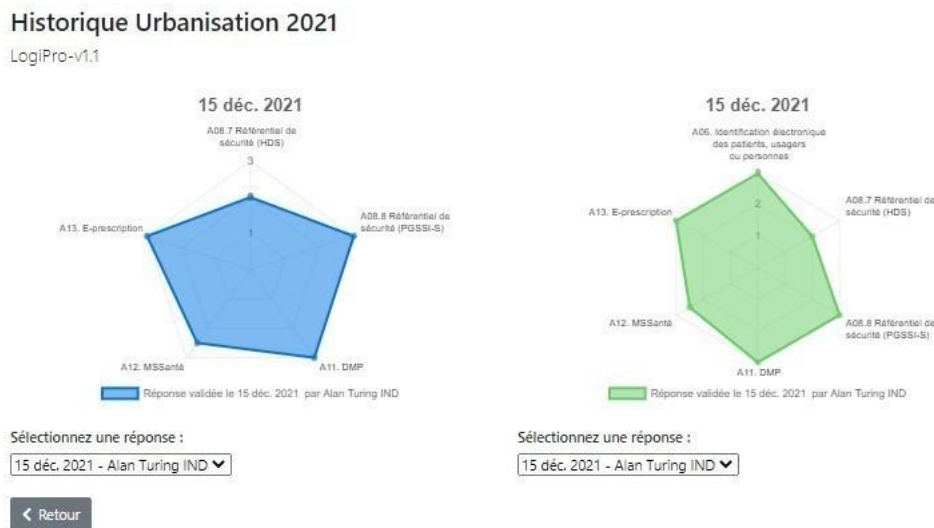 Historique Urbanisation 2021
LogiPro-v1.1
15 déc. 2021
A08.7 Référentiel de
sécurité (HDS)
3
1
A13. E-prescription
A08.8 Référentiel de
sécurité (PGSSI-S)
A12. MSSanté
A11. DMP
Réponse validée le 15 déc. 2021 par Alan Turing IND
15 déc. 2021
A06. Identification électronique
des patients, usagers
ou personnes
2
1
A13. E-prescription
A08.7 Référentiel de
sécurité (HDS)
A12. MSSanté
A08.8 Référentiel de
sécurité (PGSSI-S)
A11. DMP
Réponse validée le 15 déc. 2021 par Alan Turing IND
Sélectionnez une réponse :
15 déc. 2021 - Alan Turing IND
Sélectionnez une réponse :
15 déc. 2021 - Alan Turing IND
Retour